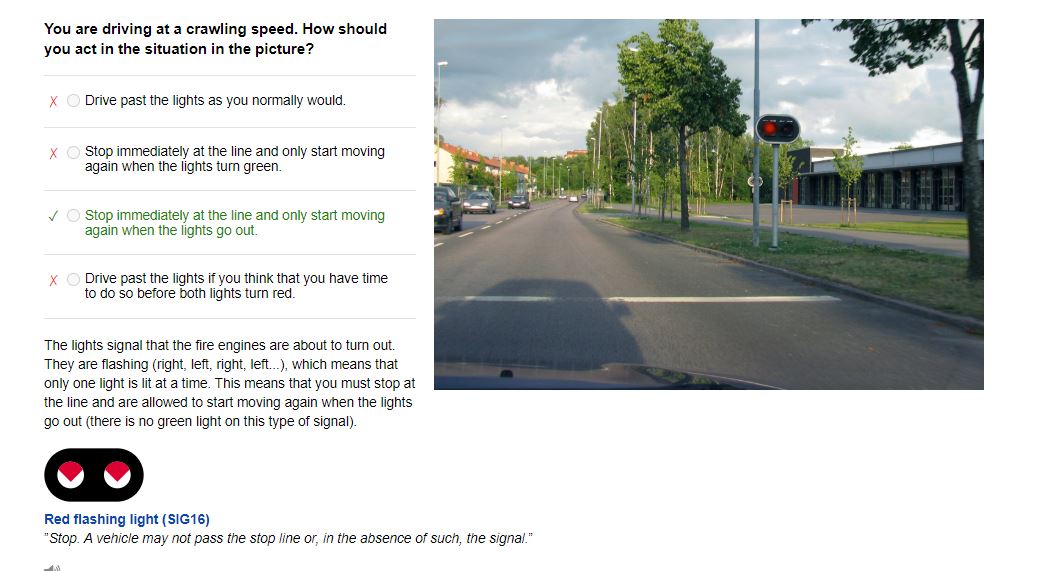 You are driving at a crawling speed. How should
you act in the situation in the picture?
Drive past the lights as you normally would.
Stop immediately at the line and only start moving
again when the lights turn green.
Stop immediately at the line and only start moving
again when the lights go out.
Drive past the lights if you think that you have time
to do so before both lights turn red.
The lights signal that the fire engines are about to turn out.
They are flashing (right, left, right, left...), which means that
only one light is lit at a time. This means that you must stop at
the line and are allowed to start moving again when the lights
go out (there is no green light on this type of signal).
Red flashing light (SIG16)
”Stop. A vehicle may not pass the stop line or, in the absence of such, the signal.”